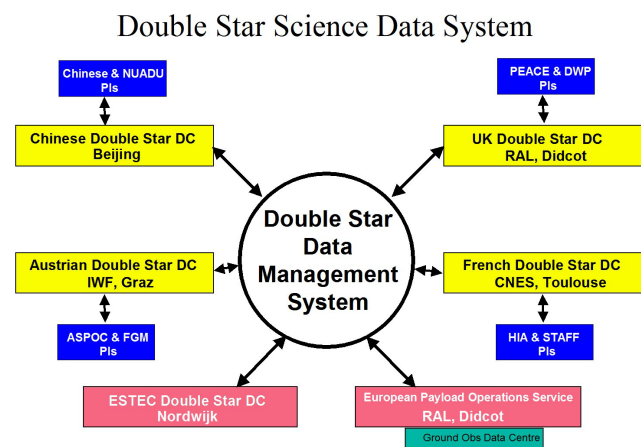 Double Star Science Data System
Chinese & NUADU
PIs
PEACE & DWP
PIs
Chinese Double Star DC
Beijing
UK Double Star DC
RAL, Didcot
Double Star
Data
Management
System
Austrian Double Star DC
IWF, Graz
French Double Star DC
CNES, Toulouse
ASPOC & FGM
PIs
HIA & STAFF
PIs
ESTEC Double Star DC
Nordwijk
European Payload Operations Service
RAL, Didcot
Ground Obs Data Centre